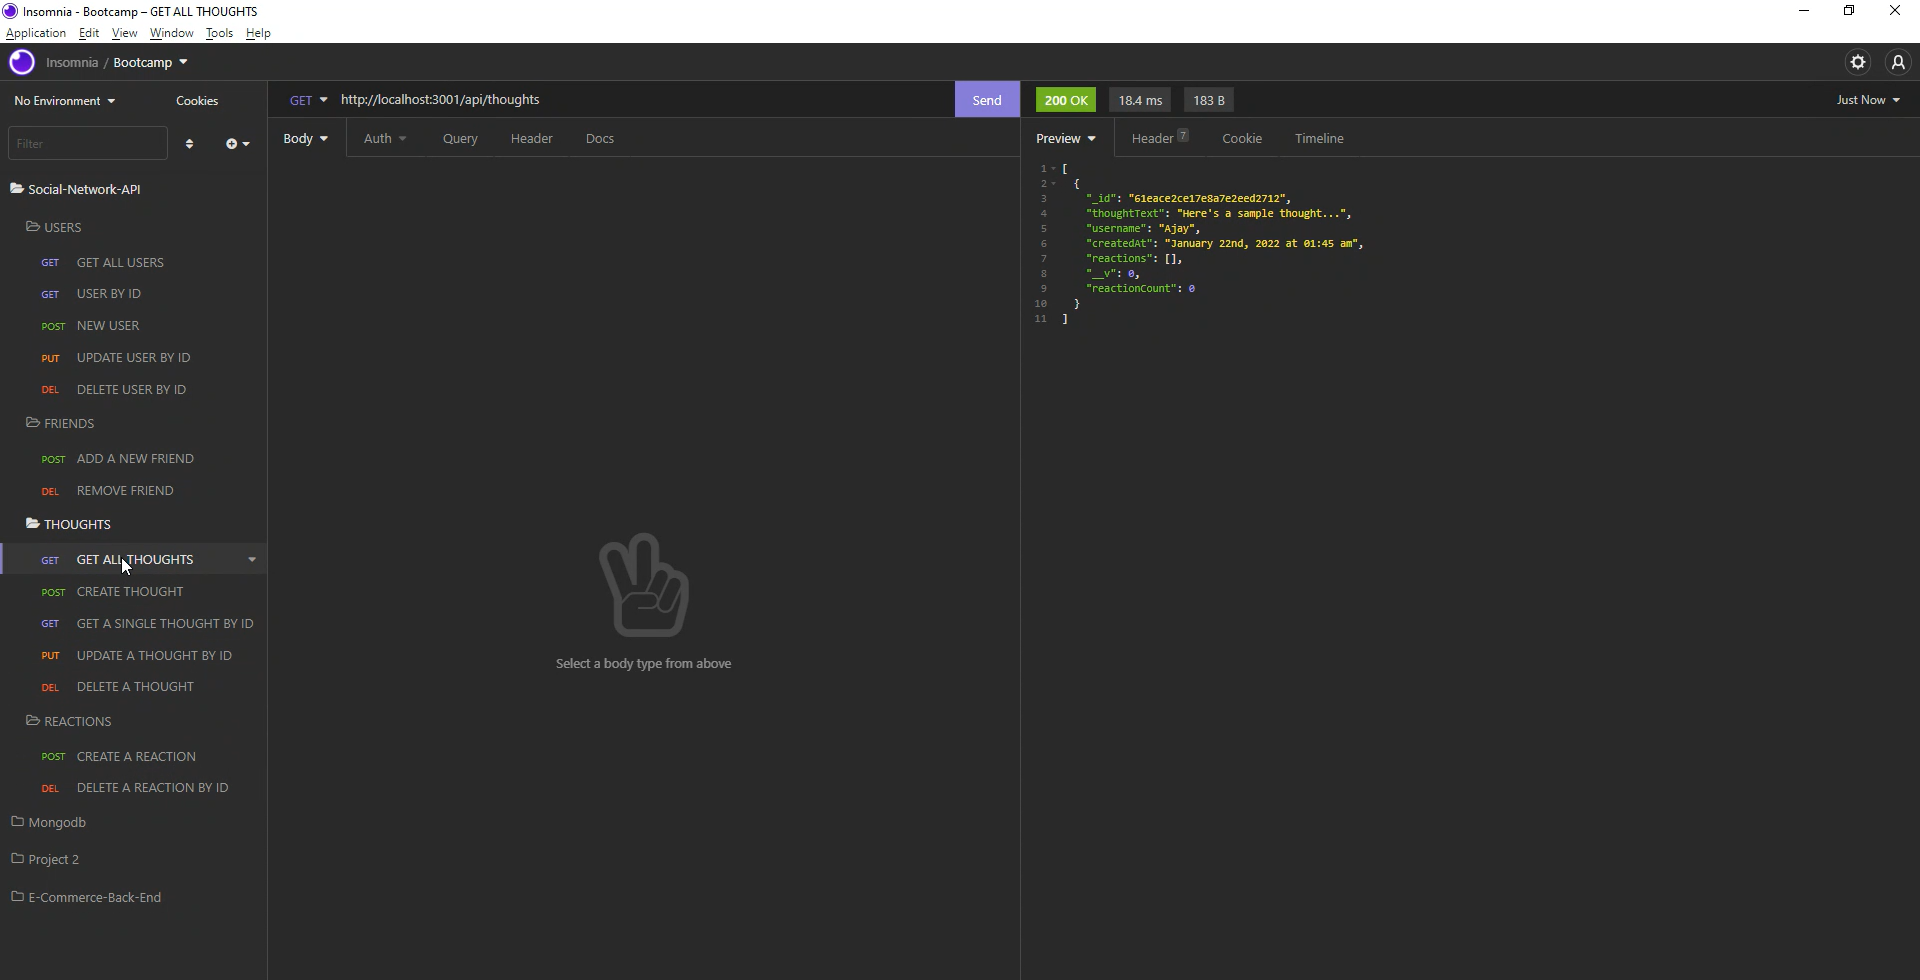 Insomnia - Bootcamp – GET ALL THOUGHTS
Application Edit View Window Tools Help
Insomnia / Bootcamp
No Environment Cookies
GET http://localhost:3001/api/thoughts Send
200 OK 18.4 ms 183 B Just Now
Filter
Body Auth Query Header Docs
Preview Header 7 Cookie Timeline
Social-Network-API
USERS
GET GET ALL USERS
GET USER BY ID
POST NEW USER
PUT UPDATE USER BY ID
DEL DELETE USER BY ID
FRIENDS
POST ADD A NEW FRIEND
DEL REMOVE FRIEND
THOUGHTS
GET GET ALL THOUGHTS
POST CREATE THOUGHT
GET GET A SINGLE THOUGHT BY ID
PUT UPDATE A THOUGHT BY ID
DEL DELETE A THOUGHT
REACTIONS
POST CREATE A REACTION
DEL DELETE A REACTION BY ID
Mongodb
Project 2
E-Commerce-Back-End
Select a body type from above
1 [
2 {
3 "_id": "61eace2ce17e8a7e2eed2712",
4 "thoughtText": "Here's a sample thought...",
5 "username": "Ajay",
6 "createdAt": "January 22nd, 2022 at 01:45 am",
7 "reactions": [],
8 "__v": 0,
9 "reactionCount": 0
10 }
11 ]